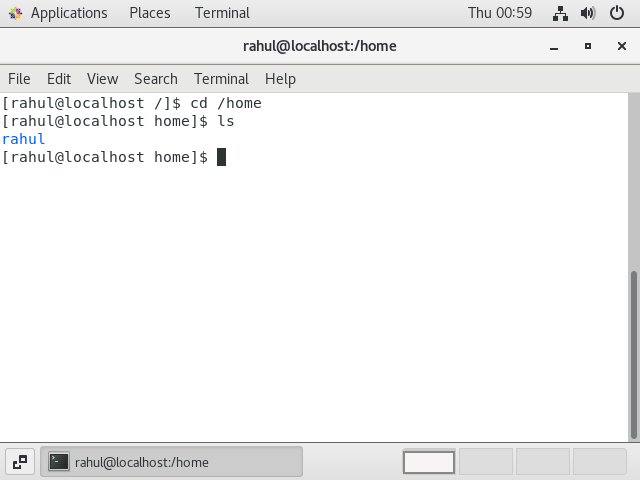 Applications Places Terminal Thu 00:59
rahul@localhost:/home
File Edit View Search Terminal Help
[rahul@localhost /]$ cd /home
[rahul@localhost home]$ ls
rahul
[rahul@localhost home]$
rahul@localhost:/home